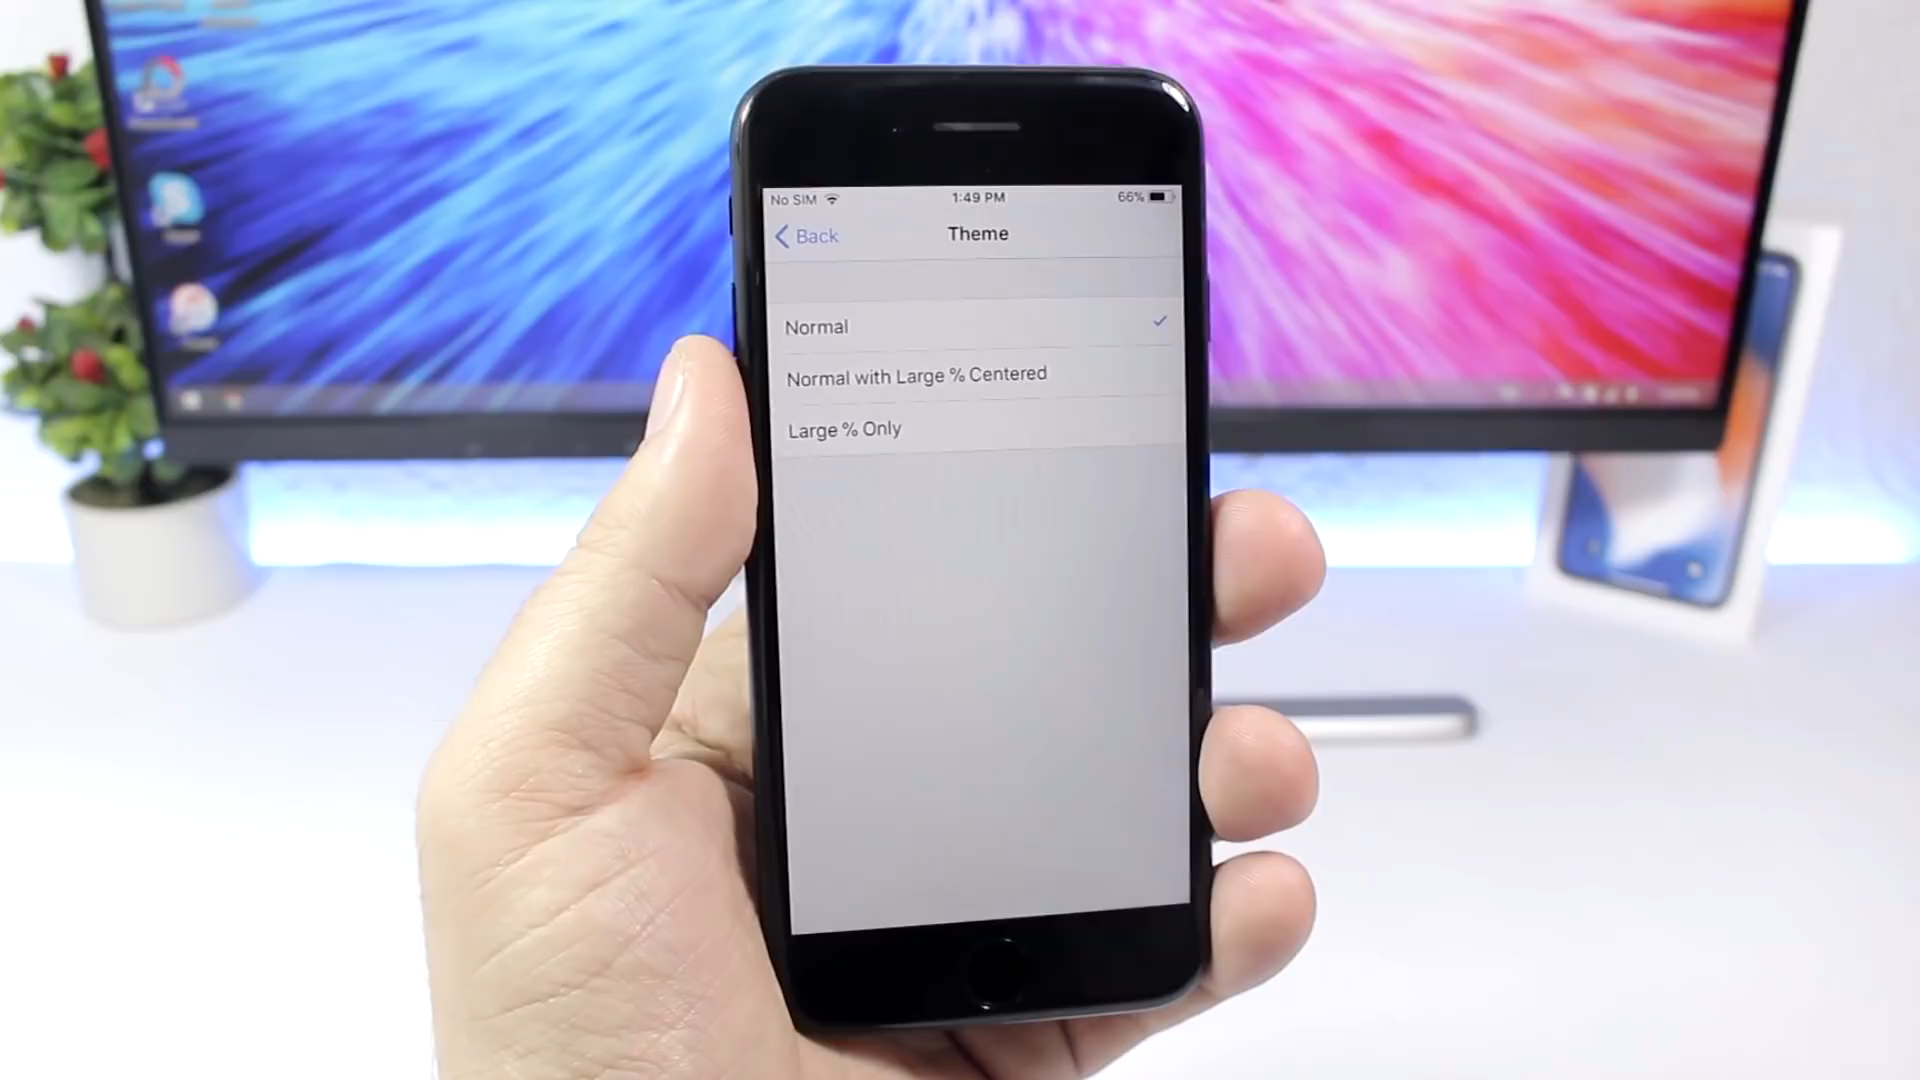 No SIM 1:49 PM 66%
Back Theme
Normal
Normal with Large % Centered
Large % Only